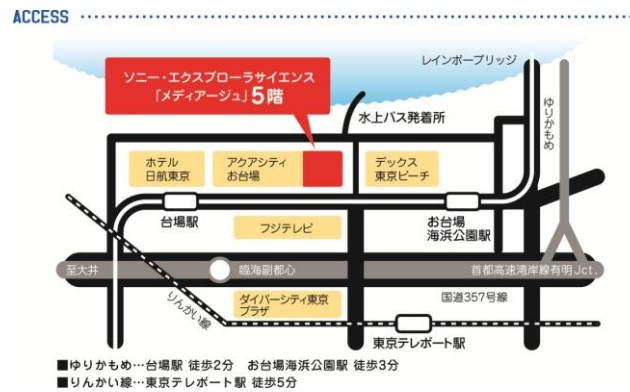 ACCESS
レインボーブリッジ
ソニー・エクスプローラサイエンス
「メディアージュ」5階
ゆりかもめ
水上バス発着所
ホテル
日航東京
アクアシティ
お台場
デックス
東京ビーチ
台場駅
フジテレビ
お台場
海浜公園駅
至大井
臨海副都心
首都高速湾岸線有明Jct.
りんかい線
ダイバーシティ東京
プラザ
国道357号線
東京テレポート駅
■ゆりかもめ…台場駅 徒歩2分 お台場海浜公園駅 徒歩3分
■りんかい線…東京テレポート駅 徒歩5分